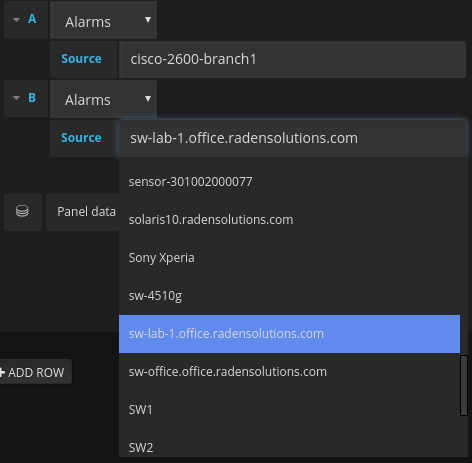 A Alarms
Source cisco-2600-branch1
B Alarms
Source sw-lab-1.office.radensolutions.com
sensor-301002000077
Panel data
solaris10.radensolutions.com
Sony Xperia
sw-4510g
sw-lab-1.office.radensolutions.com
+ ADD ROW
sw-office.office.radensolutions.com
SW1
SW2